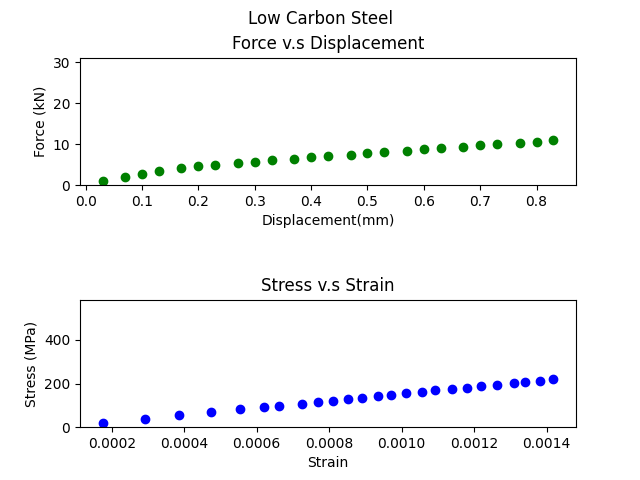 Low Carbon Steel
Force v.s Displacement
30
20
10
0
Force (kN)
0.0 0.1 0.2 0.3 0.4 0.5 0.6 0.7 0.8
Displacement(mm)
Stress v.s Strain
400
200
0
Stress (MPa)
0.0002 0.0004 0.0006 0.0008 0.0010 0.0012 0.0014
Strain